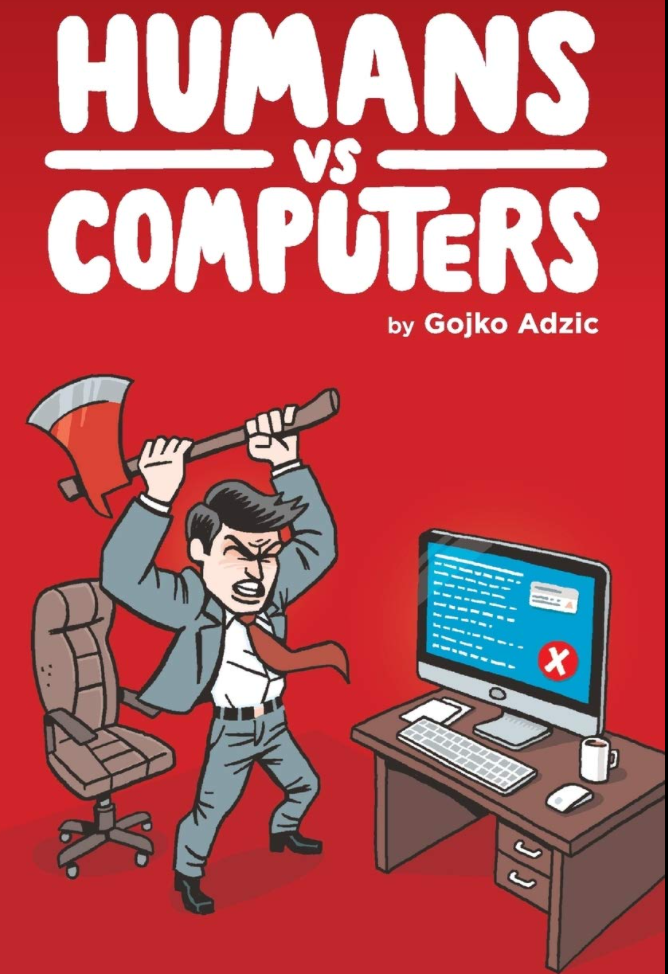 HUMANS
VS
COMPUTERS
by Gojko Adzic
X